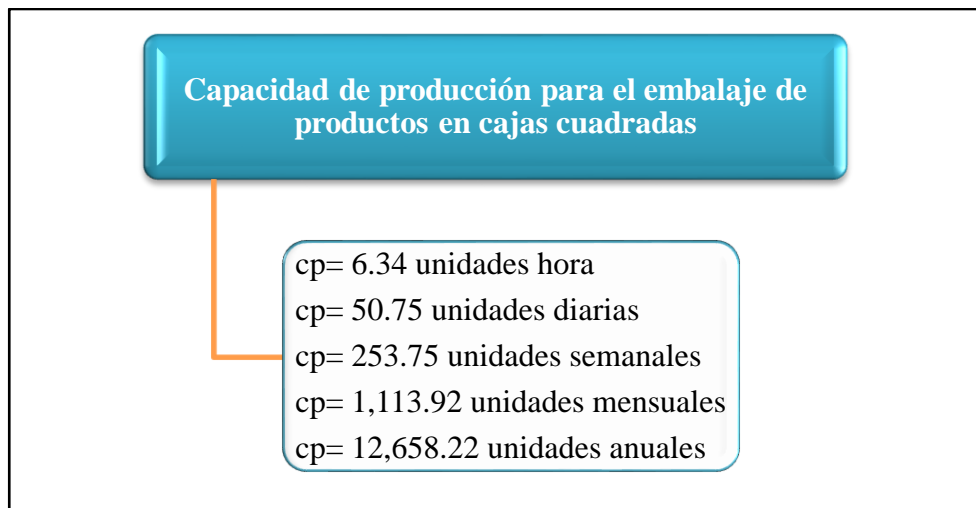 Capacidad de producción para el embalaje de
productos en cajas cuadradas
cp= 6.34 unidades hora
cp= 50.75 unidades diarias
cp= 253.75 unidades semanales
cp= 1,113.92 unidades mensuales
cp= 12,658.22 unidades anuales